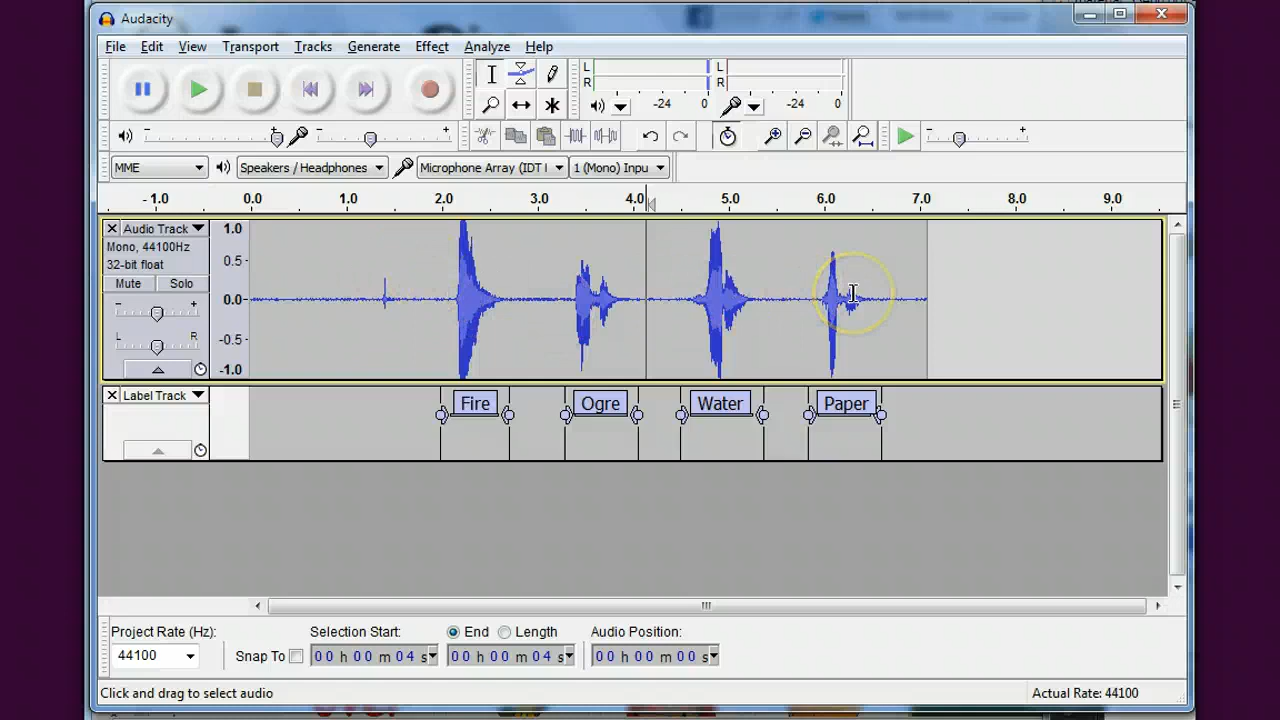 Audacity
File Edit View Transport Tracks Generate Effect Analyze Help
L L
R R
-24 0 -24 0
- + - + - +
MME Speakers / Headphones Microphone Array (IDT I 1 (Mono) Inpu
- 1.0 0.0 1.0 2.0 3.0 4.0 5.0 6.0 7.0 8.0 9.0
Audio Track 1.0
Mono, 44100Hz
32-bit float 0.5
Mute Solo
- + 0.0
L R -0.5
-1.0
Label Track
Fire Ogre Water Paper
Project Rate (Hz): Selection Start: End Length Audio Position:
44100 Snap To 00 h 00 m 04 s 00 h 00 m 04 s 00 h 00 m 00 s
Click and drag to select audio Actual Rate: 44100